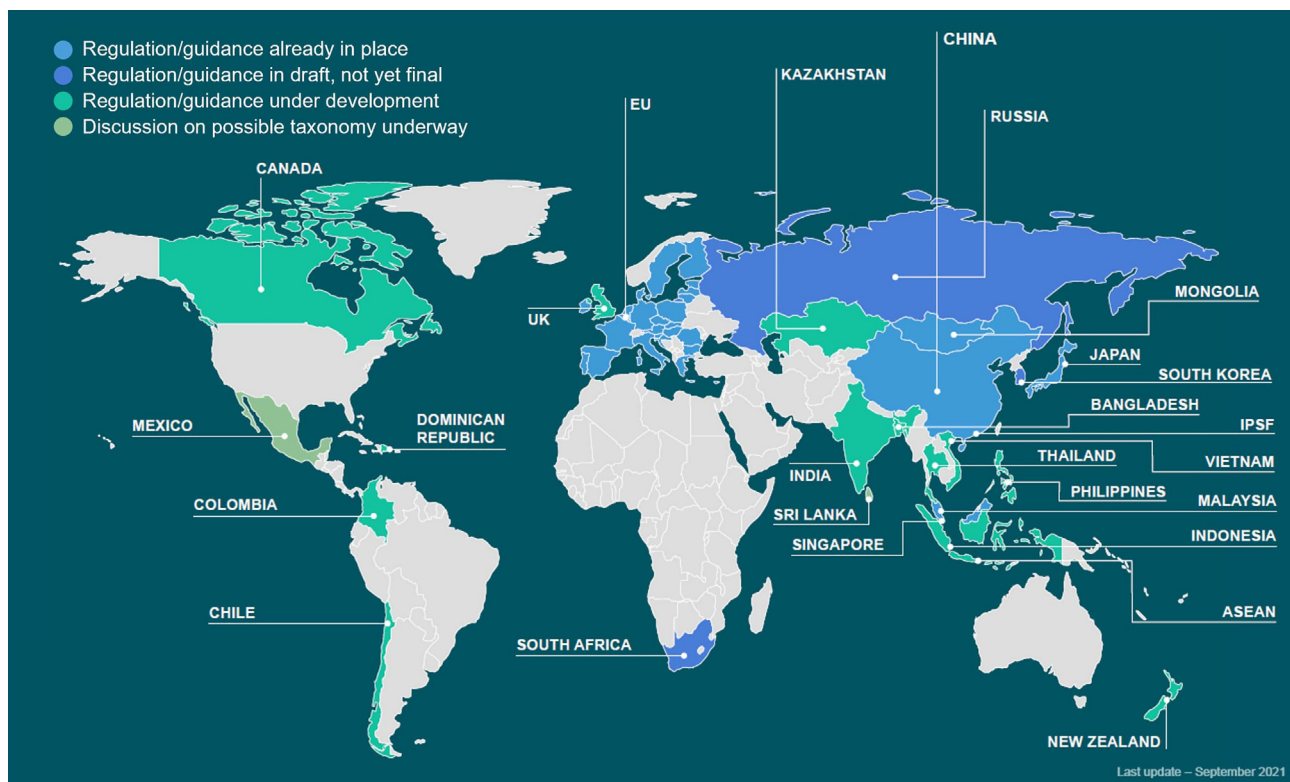 Regulation/guidance already in place
Regulation/guidance in draft, not yet final
Regulation/guidance under development
Discussion on possible taxonomy underway
CHINA
KAZAKHSTAN
EU
RUSSIA
CANADA
MONGOLIA
UK
JAPAN
SOUTH KOREA
BANGLADESH
MEXICO
DOMINICAN
REPUBLIC
IPSF
THAILAND
VIETNAM
INDIA
PHILIPPINES
COLOMBIA
MALAYSIA
SRI LANKA
SINGAPORE
INDONESIA
CHILE
ASEAN
SOUTH AFRICA
NEW ZEALAND
Last update – September 2021